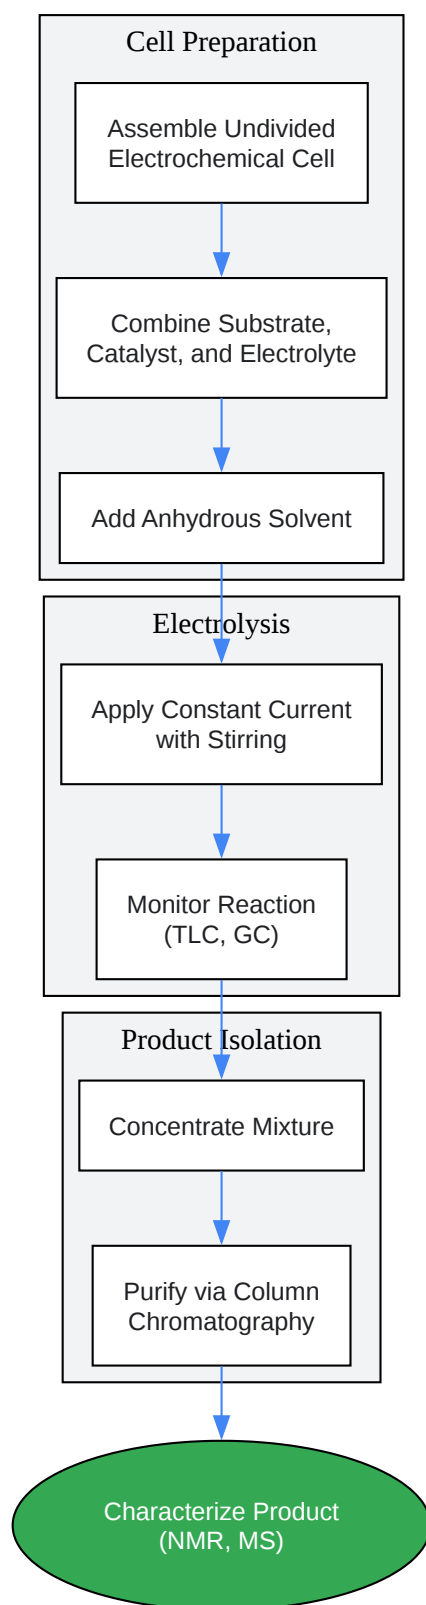 Cell Preparation
Assemble Undivided
Electrochemical Cell
Combine Substrate,
Catalyst, and Electrolyte
Add Anhydrous Solvent
Electrolysis
Apply Constant Current
with Stirring
Monitor Reaction
(TLC, GC)
Product Isolation
Concentrate Mixture
Purify via Column
Chromatography
Characterize Product
(NMR, MS)